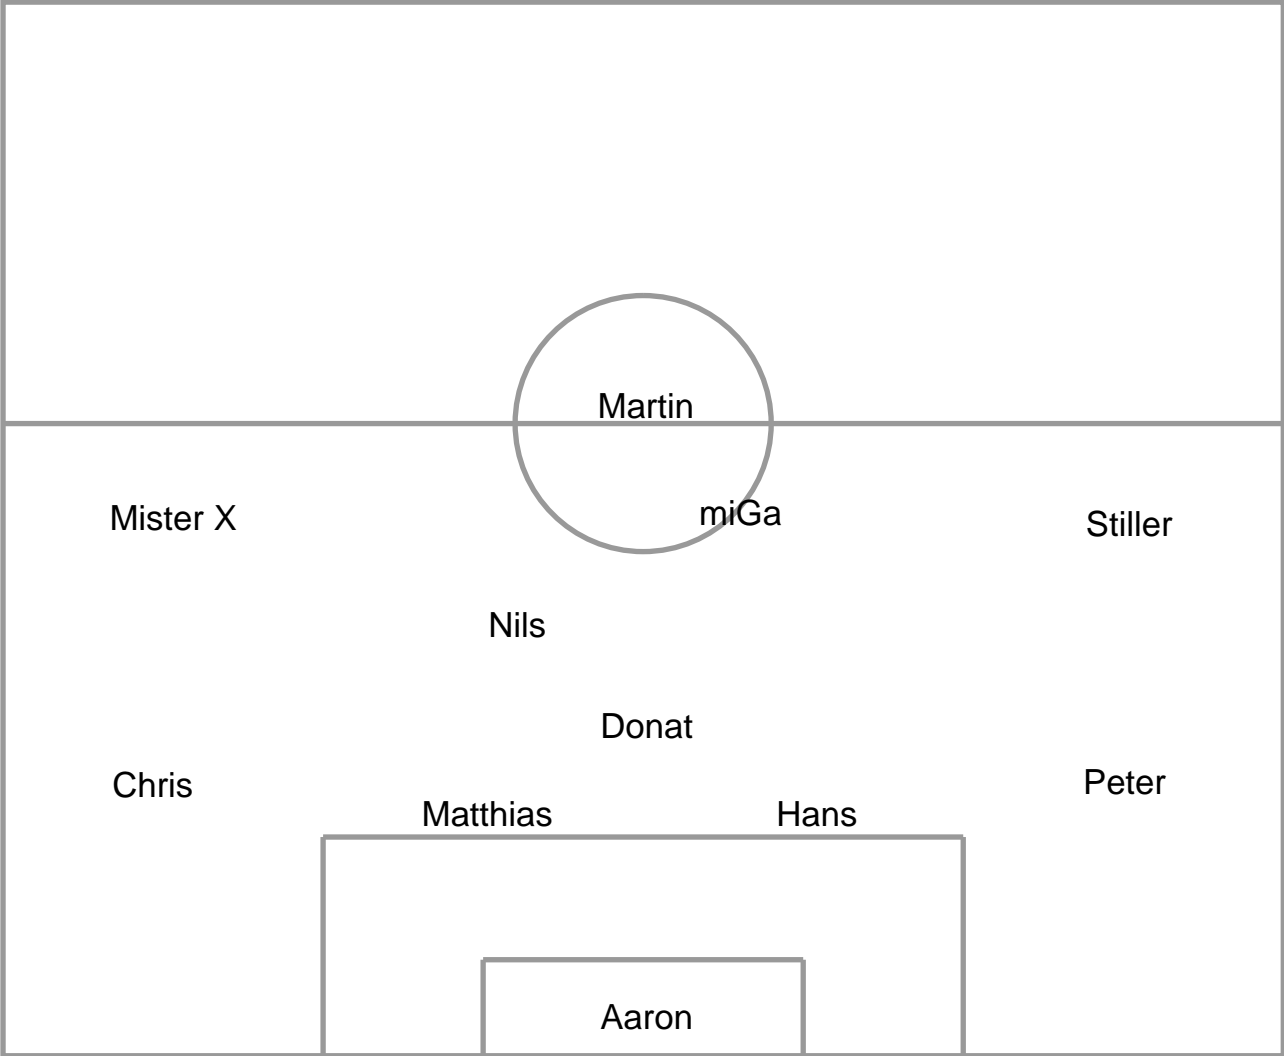 Martin
Mister X
miGa
Stiller
Nils
Donat
Chris
Peter
Matthias
Hans
Aaron